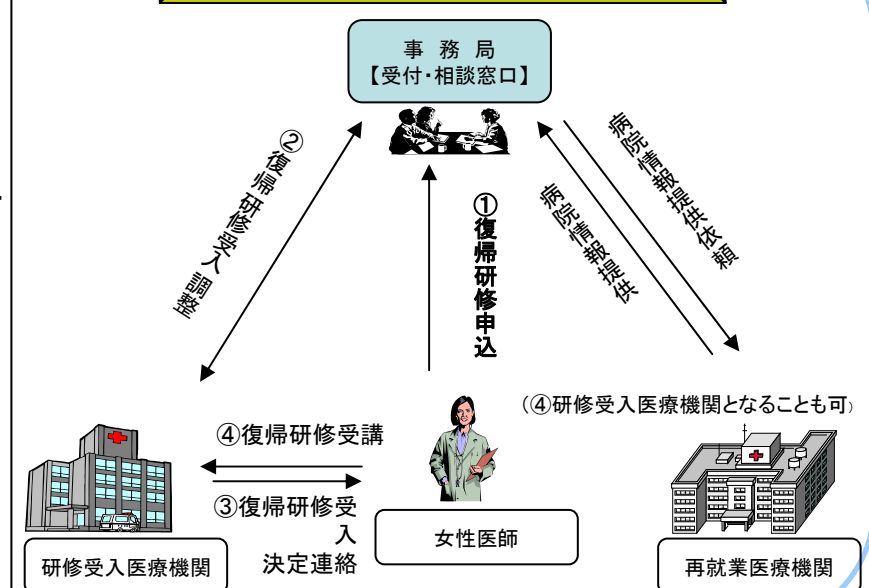 事 務 局
【受付・相談窓口】
②復帰研修受入調整
①復帰研修申込
病院情報提供
病院情報提供依頼
(④研修受入医療機関となることも可)
④復帰研修受講
③復帰研修受
入
決定連絡
研修受入医療機関
女性医師
再就業医療機関